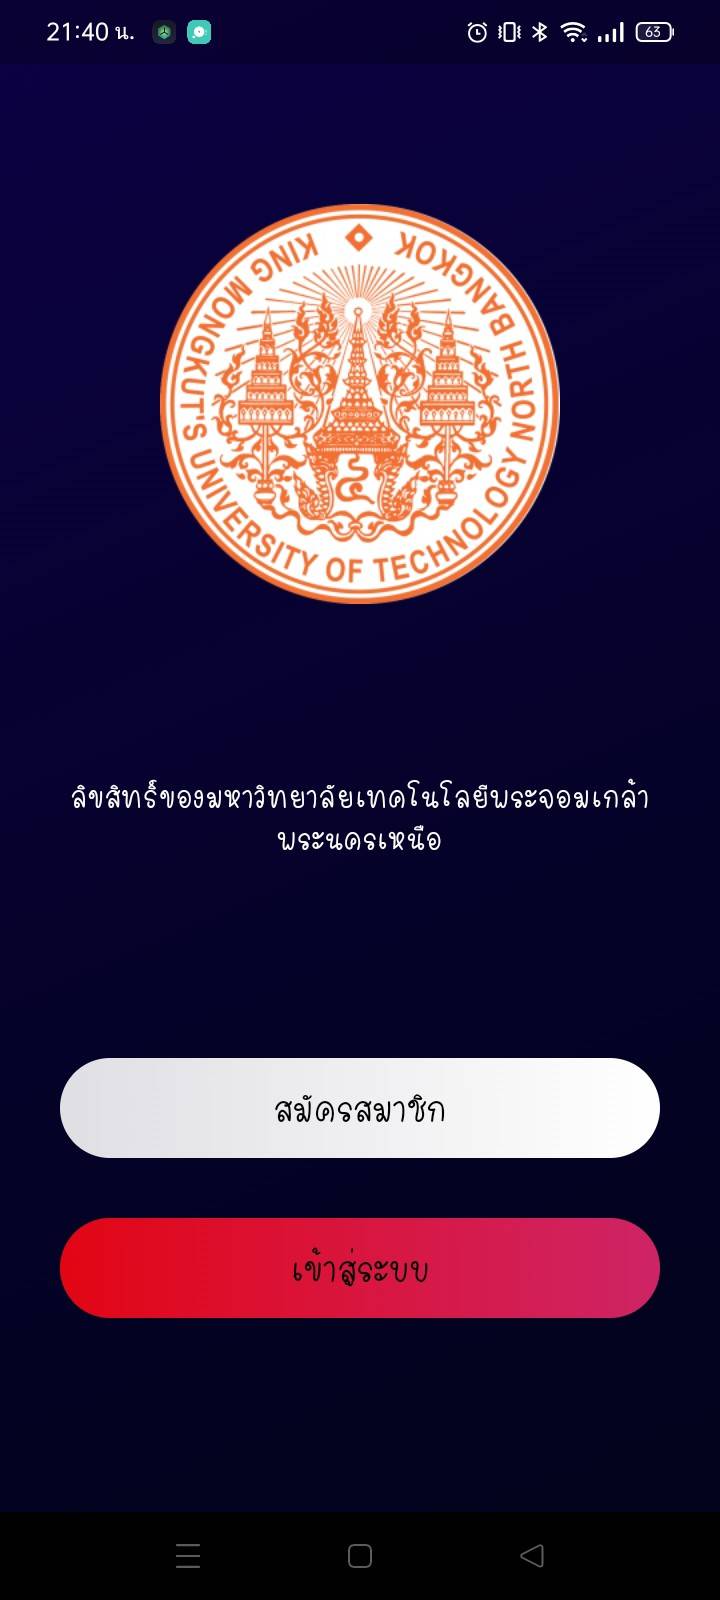 21:40 น.
63
KING MONGKUT'S UNIVERSITY OF TECHNOLOGY NORTH BANGKOK
ลิขสิทธิ์ของมหาวิทยาลัยเทคโนโลยีพระจอมเกล้า
พระนครเหนือ
สมัครสมาชิก
เข้าสู่ระบบ